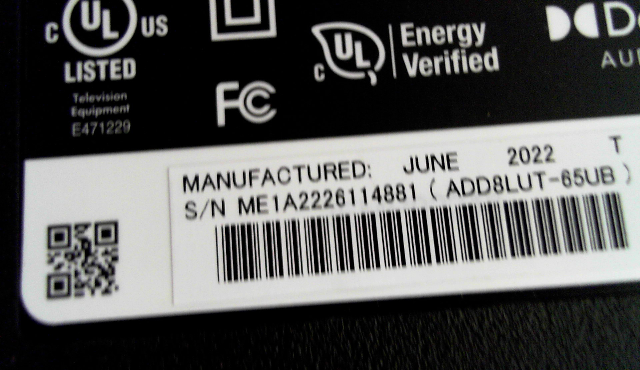 C UL US
LISTED
Television
Equipment
E471229
FC
C UL Energy
Verified
MANUFACTURED: JUNE 2022 T
S/N ME1A2226114881 ( ADD8LUT-65UB )